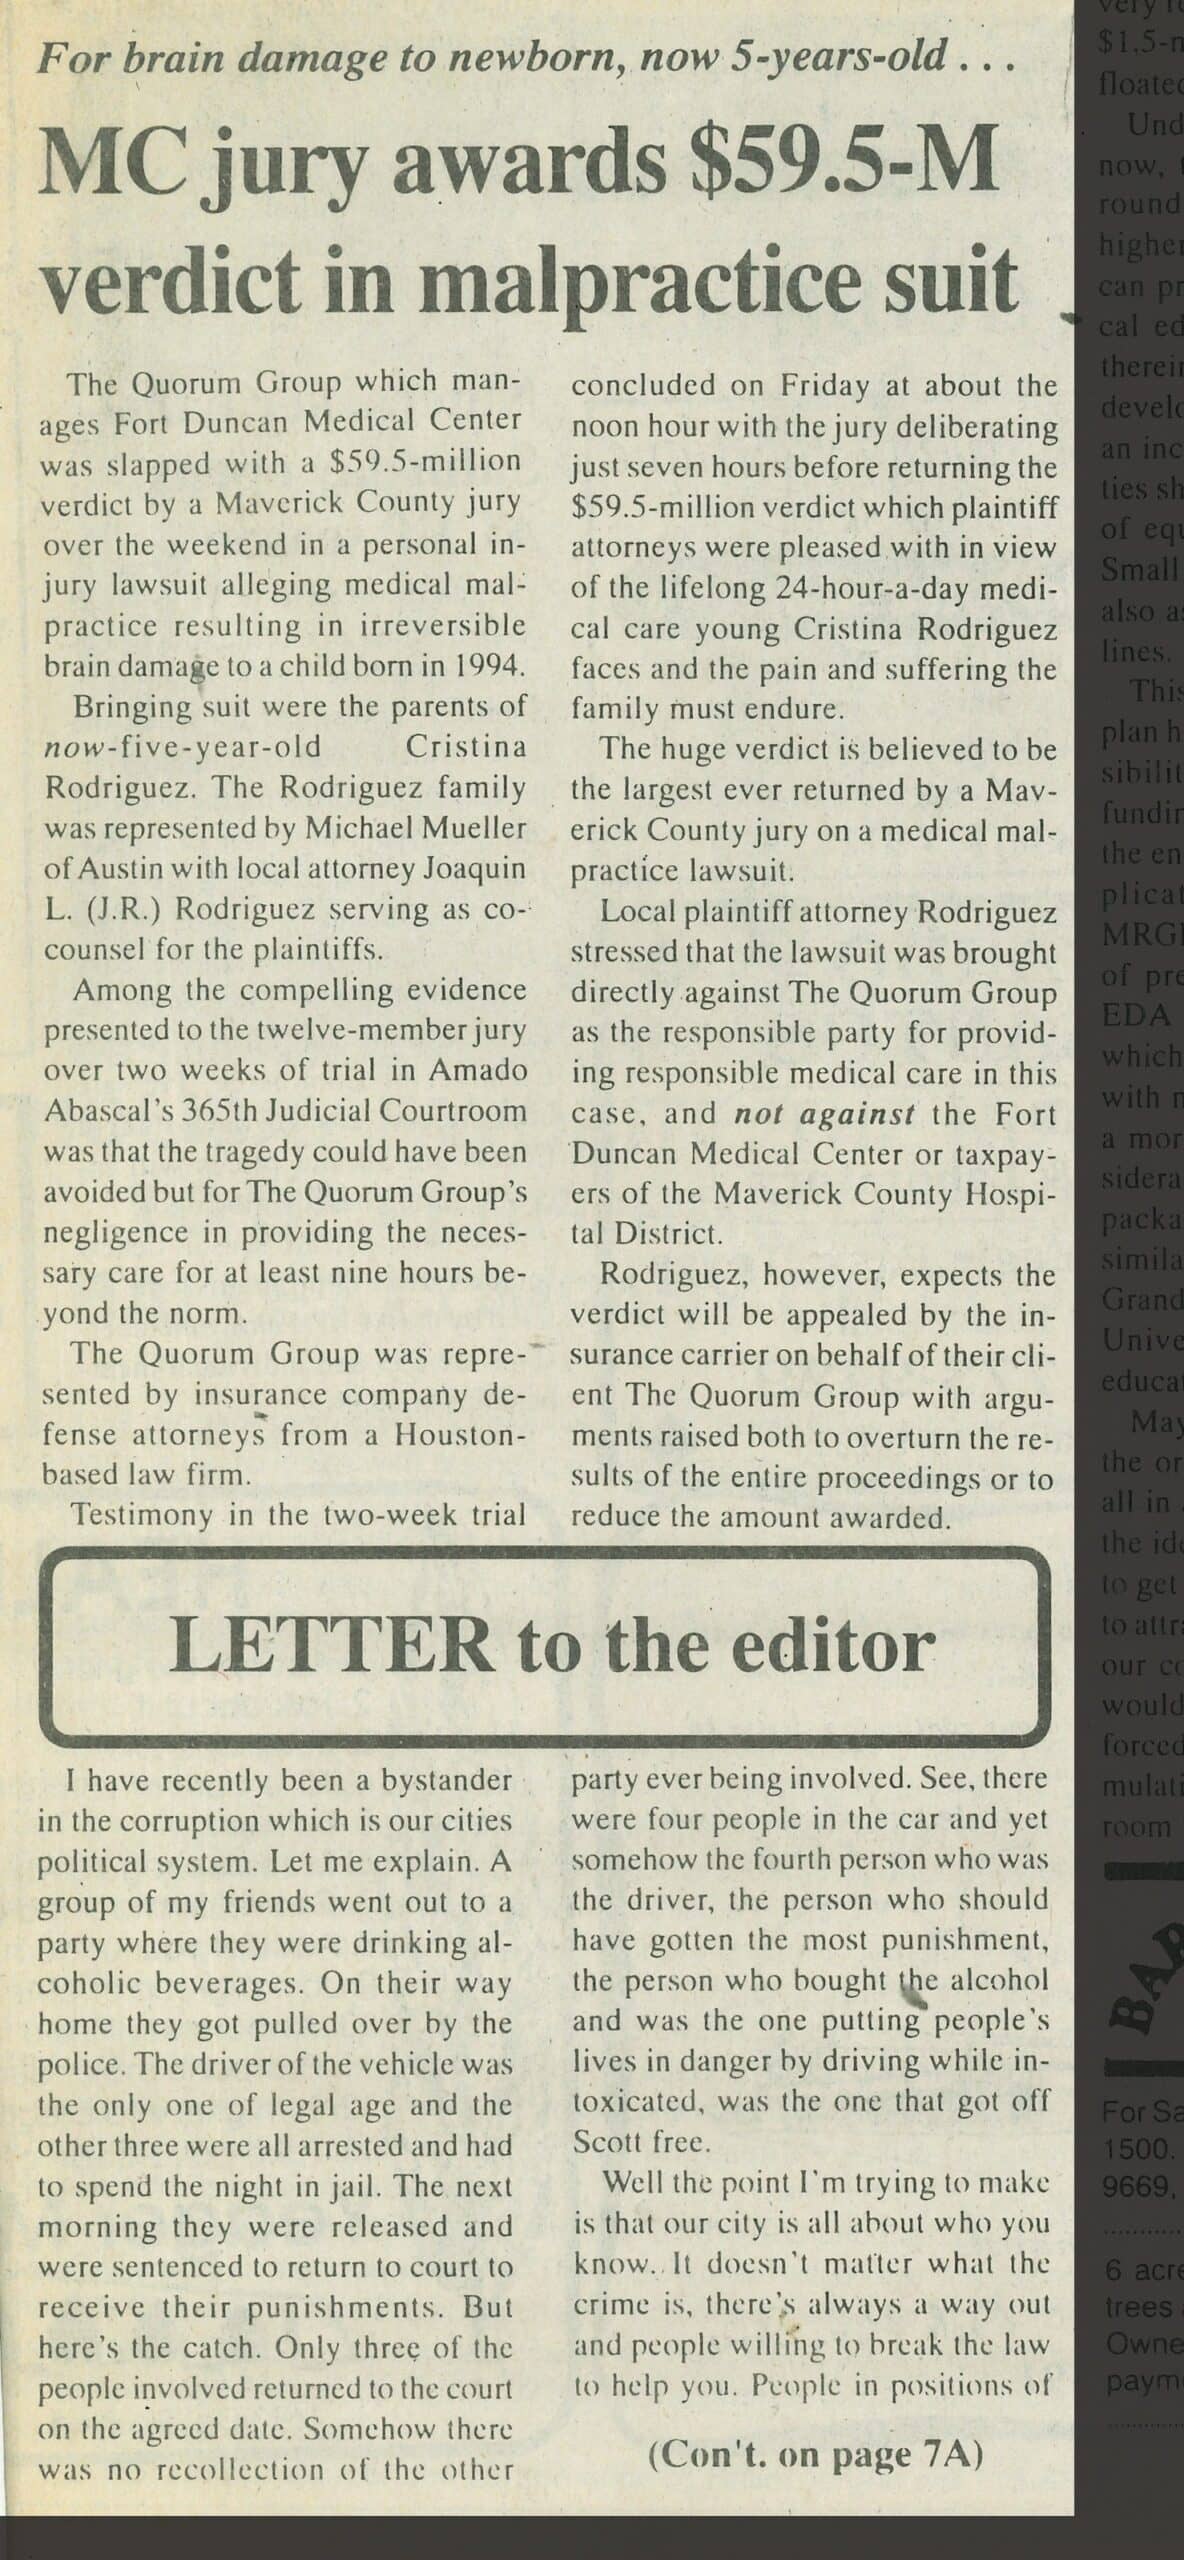 For brain damage to newborn, now 5-years-old . . .
MC jury awards $59.5-M
verdict in malpractice suit
The Quorum Group which man-
ages Fort Duncan Medical Center
was slapped with a $59.5-million
verdict by a Maverick County jury
over the weekend in a personal in-
jury lawsuit alleging medical mal-
practice resulting in irreversible
brain damage to a child born in 1994.
Bringing suit were the parents of
now-five-year-old Cristina
Rodriguez. The Rodriguez family
was represented by Michael Mueller
of Austin with local attorney Joaquin
L. (J.R.) Rodriguez serving as co-
counsel for the plaintiffs.
Among the compelling evidence
presented to the twelve-member jury
over two weeks of trial in Amado
Abascal's 365th Judicial Courtroom
was that the tragedy could have been
avoided but for The Quorum Group's
negligence in providing the neces-
sary care for at least nine hours be-
yond the norm.
The Quorum Group was repre-
sented by insurance company de-
fense attorneys from a Houston-
based law firm.
Testimony in the two-week trial
concluded on Friday at about the
noon hour with the jury deliberating
just seven hours before returning the
$59.5-million verdict which plaintiff
attorneys were pleased with in view
of the lifelong 24-hour-a-day medi-
cal care young Cristina Rodriguez
faces and the pain and suffering the
family must endure.
The huge verdict is believed to be
the largest ever returned by a Mav-
erick County jury on a medical mal-
practice lawsuit.
Local plaintiff attorney Rodriguez
stressed that the lawsuit was brought
directly against The Quorum Group
as the responsible party for provid-
ing responsible medical care in this
case, and not against the Fort
Duncan Medical Center or taxpay-
ers of the Maverick County Hospi-
tal District.
Rodriguez, however, expects the
verdict will be appealed by the in-
surance carrier on behalf of their cli-
ent The Quorum Group with argu-
ments raised both to overturn the re-
sults of the entire proceedings or to
reduce the amount awarded.
LETTER to the editor
I have recently been a bystander
in the corruption which is our cities
political system. Let me explain. A
group of my friends went out to a
party where they were drinking al-
coholic beverages. On their way
home they got pulled over by the
police. The driver of the vehicle was
the only one of legal age and the
other three were all arrested and had
to spend the night in jail. The next
morning they were released and
were sentenced to return to court to
receive their punishments. But
here's the catch. Only three of the
people involved returned to the court
on the agreed date. Somehow there
was no recollection of the other
party ever being involved. See, there
were four people in the car and yet
somehow the fourth person who was
the driver, the person who should
have gotten the most punishment,
the person who bought the alcohol
and was the one putting people's
lives in danger by driving while in-
toxicated, was the one that got off
Scott free.
Well the point I'm trying to make
is that our city is all about who you
know. It doesn't matter what the
crime is, there's always a way out
and people willing to break the law
to help you. People in positions of
(Con't. on page 7A)